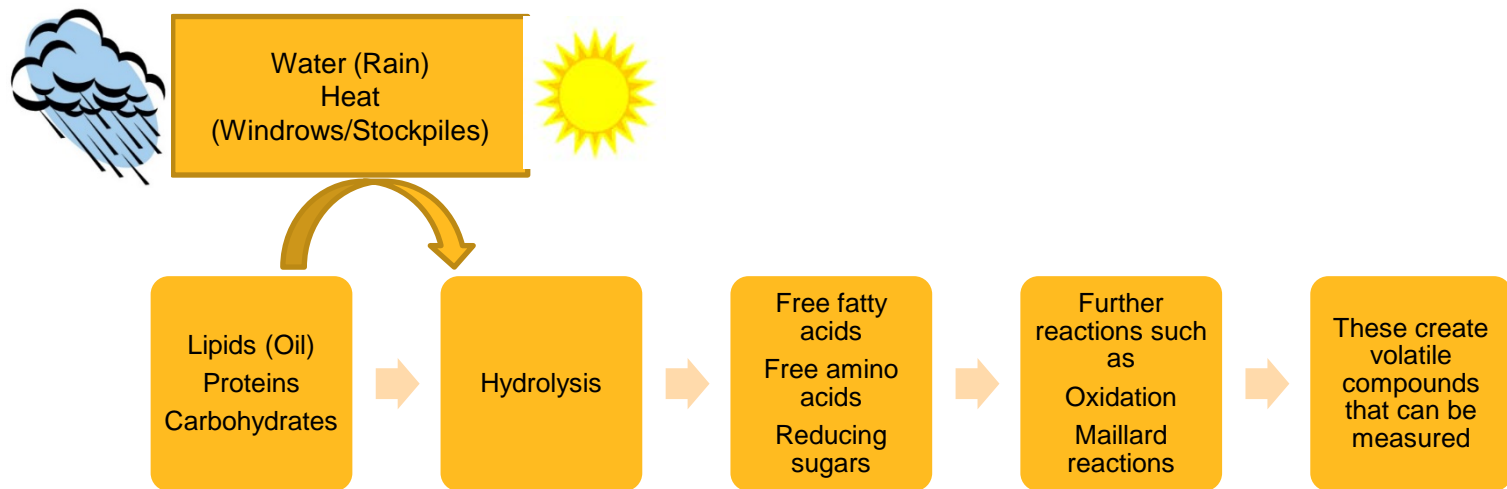 Water (Rain)
Heat
(Windrows/Stockpiles)
Lipids (Oil)
Proteins
Carbohydrates
Hydrolysis
Free fatty
acids
Free amino
acids
Reducing
sugars
Further
reactions such
as
Oxidation
Maillard
reactions
These create
volatile
compounds
that can be
measured